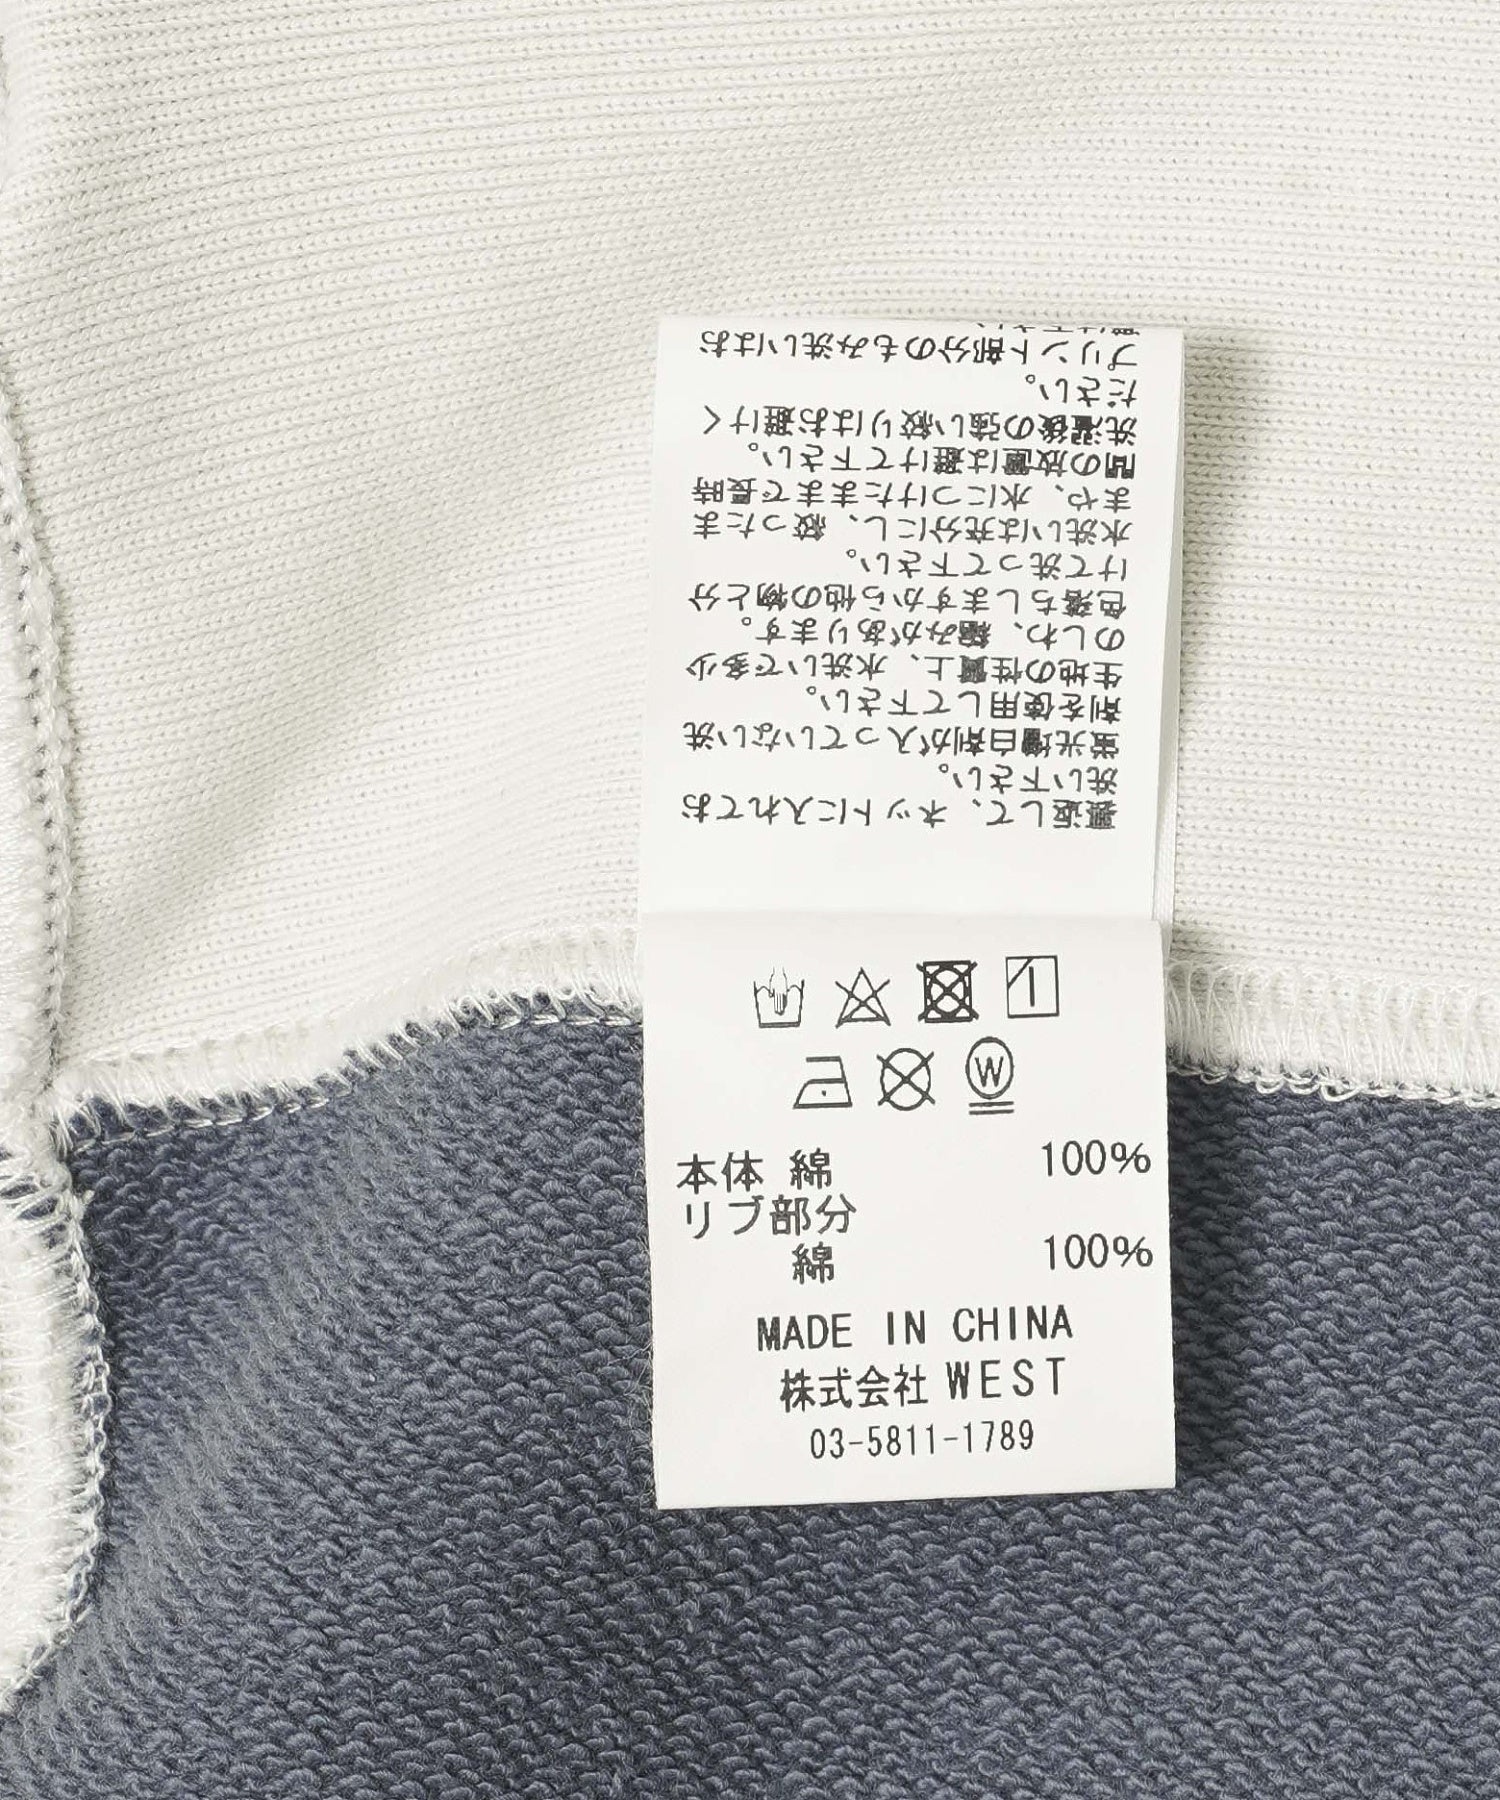 裏返して、ネットに入れてお
洗い下さい。
蛍光増白剤が入っていない洗
剤を使用して下さい。
生地の性質上、水洗いで多少
のしわ、縮みがあります。
色落ちしますから他の物と分
けて洗って下さい。
水洗いは充分にし、絞ったま
まや、水につけたままで長時
間の放置は避けて下さい。
洗濯後の強い絞りはお避けく
ださい。
プリント部分のもみ洗いはお
W
本体 綿 100%
リブ部分
綿 100%
MADE IN CHINA
株式会社 WEST
03-5811-1789